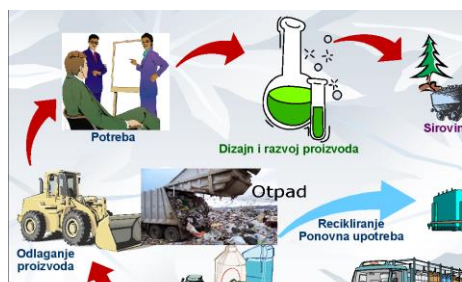 Potreba
Dizajn i razvoj proizvoda
Otpad
Recikliranje
Ponovna upotreba
Odlaganje
proizvoda